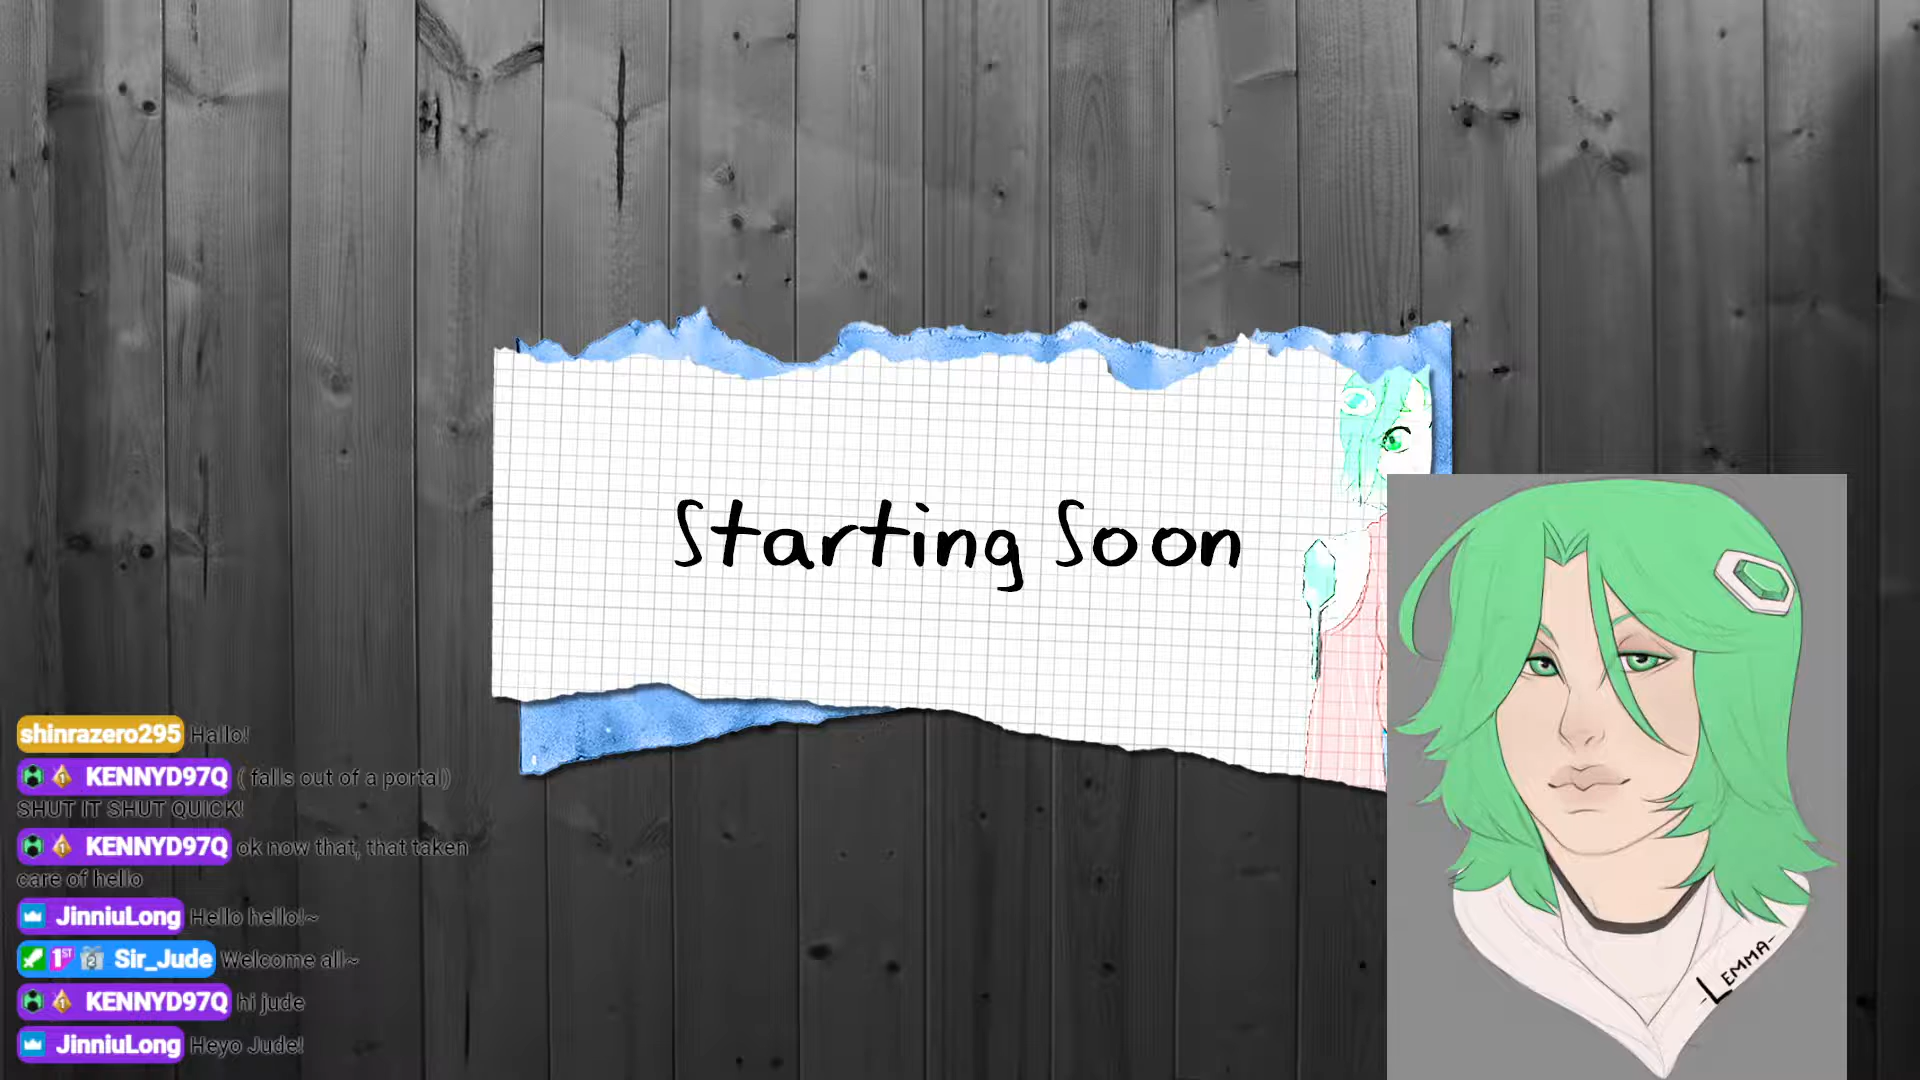 Starting Soon
shinrazero295 Hallo!
KENNYD97Q ( falls out of a portal)
SHUT IT SHUT QUICK!
KENNYD97Q ok now that, that taken
care of hello
JinniuLong Hello hello!~
1ST 2 Sir_Jude Welcome all~
KENNYD97Q hi jude
JinniuLong Heyo Jude!
-LEMMA-